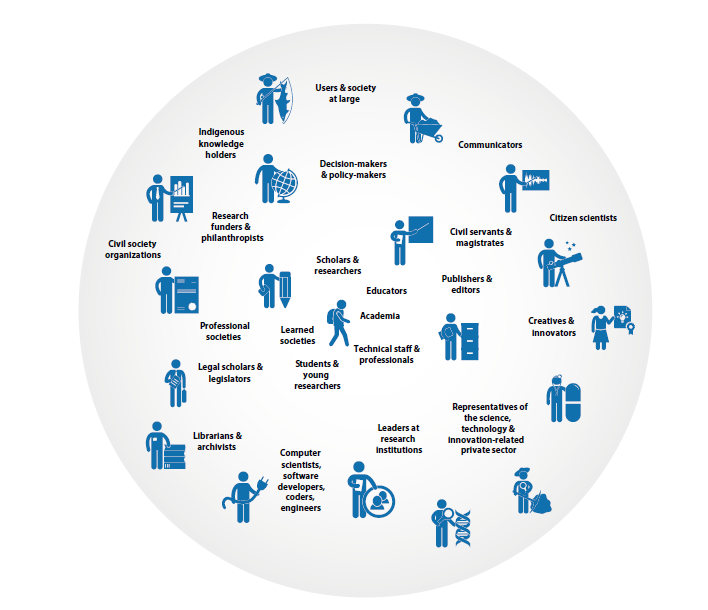 Users & society
at large
Indigenous
knowledge
holders
Communicators
Decision-makers
& policy-makers
Citizen scientists
Research
funders &
philanthropists
Civil servants &
magistrates
Civil society
organizations
Scholars &
researchers
Publishers &
editors
Educators
Academia
Creatives &
innovators
Professional
societies
Learned
societies
Technical staff &
professionals
Legal scholars &
legislators
Students &
young
researchers
Representatives of
the science,
technology &
innovation-related
private sector
Leaders at
research
institutions
Librarians &
archivists
Computer
scientists,
software
developers,
coders,
engineers